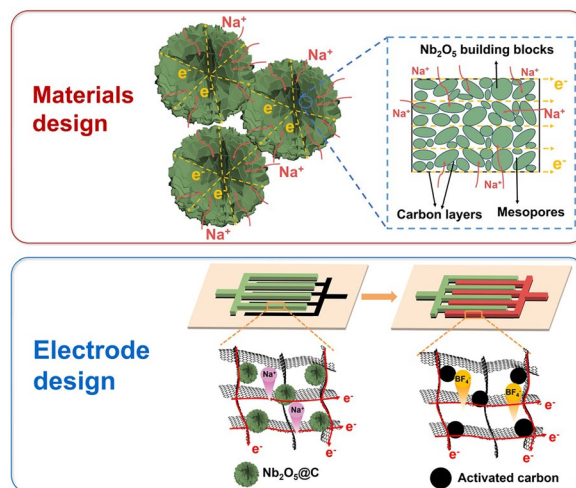 Materials
design
Na⁺
Na⁺
e⁻
e⁻
e⁻
e⁻
Na⁺
Na⁺
Nb₂O₅ building blocks
Na⁺
Na⁺
e⁻
Na⁺
Na⁺
e⁻
Na⁺
Carbon layers
Mesopores
Electrode
design
Na⁺
Na⁺
e⁻
e⁻
e⁻
Nb₂O₅@C
BF₄⁻
BF₄⁻
e⁻
e⁻
e⁻
Activated carbon